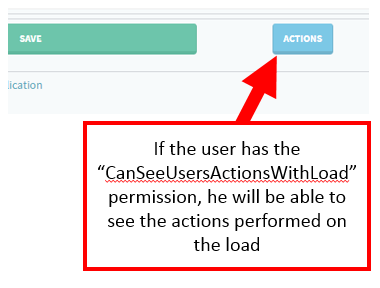 SAVE ACTIONS
lication
If the user has the
“CanSeeUsersActionsWithLoad”
permission, he will be able to
see the actions performed on
the load